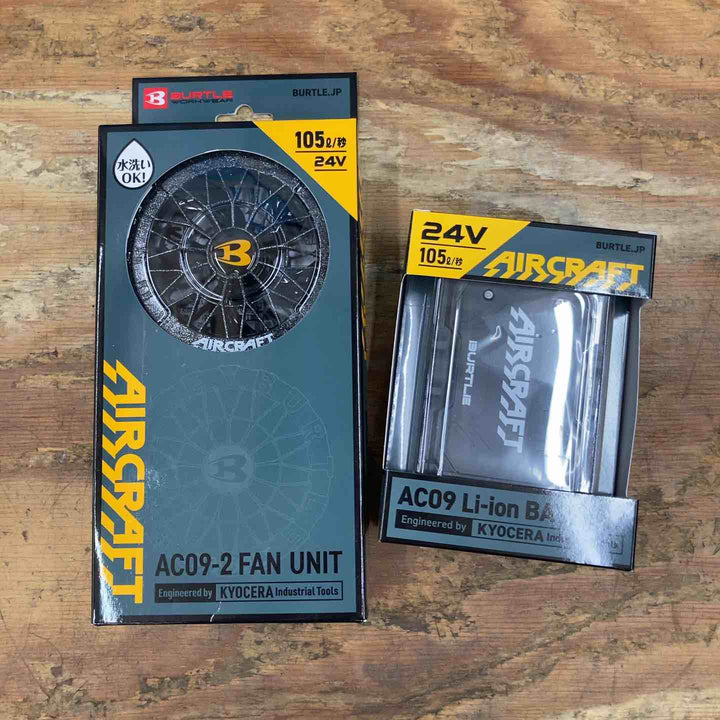 BURTLE
WORKWEAR
BURTLE.JP
水洗い
OK!
105ℓ/秒
24V
B
AIRCRAFT
B
AIRCRAFT
AC09-2 FAN UNIT
Engineered by KYOCERA Industrial Tools
24V
105ℓ/秒
AIRCRAFT
BURTLE.JP
AIRCRAFT
BURTLE
AC09 Li-ion BA
Engineered by KYOCERA Indus